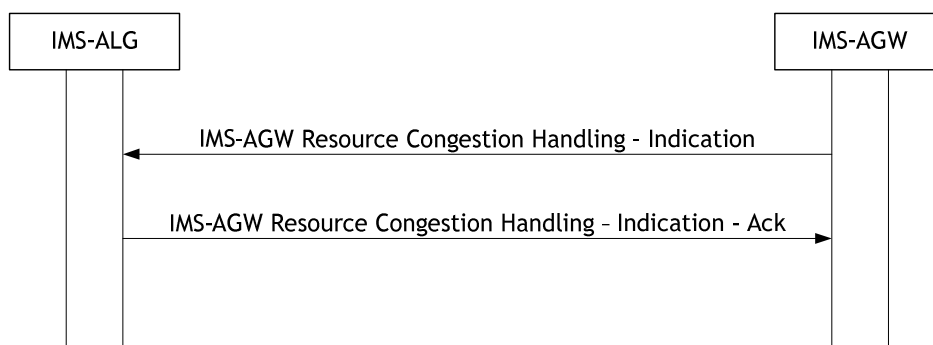 IMS-ALG
IMS-AGW
IMS-AGW Resource Congestion Handling - Indication
IMS-AGW Resource Congestion Handling – Indication - Ack